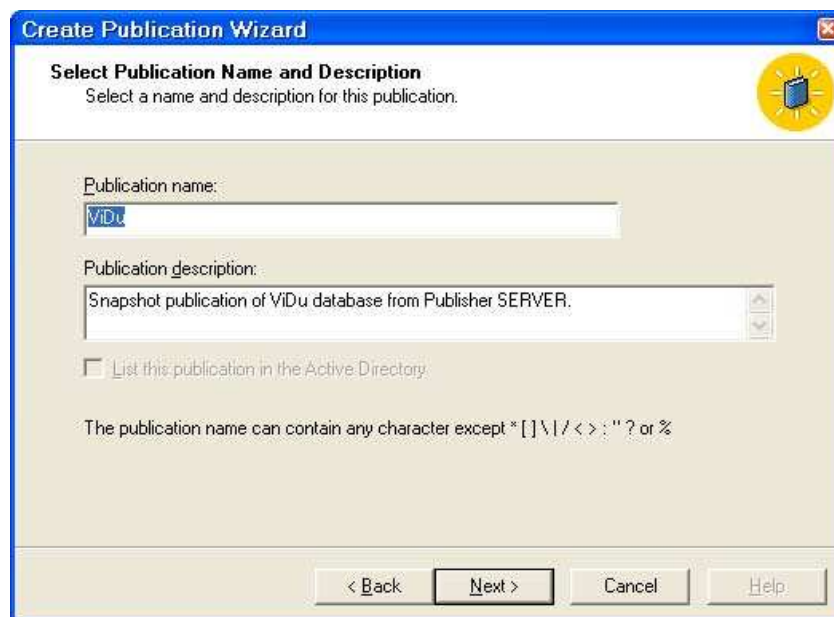 Create Publication Wizard
Select Publication Name and Description
Select a name and description for this publication.
Publication name:
ViDu
Publication description:
Snapshot publication of ViDu database from Publisher SERVER.
List this publication in the Active Directory
The publication name can contain any character except * [ ] \ | / < > : " ? or %
< Back
Next >
Cancel
Help